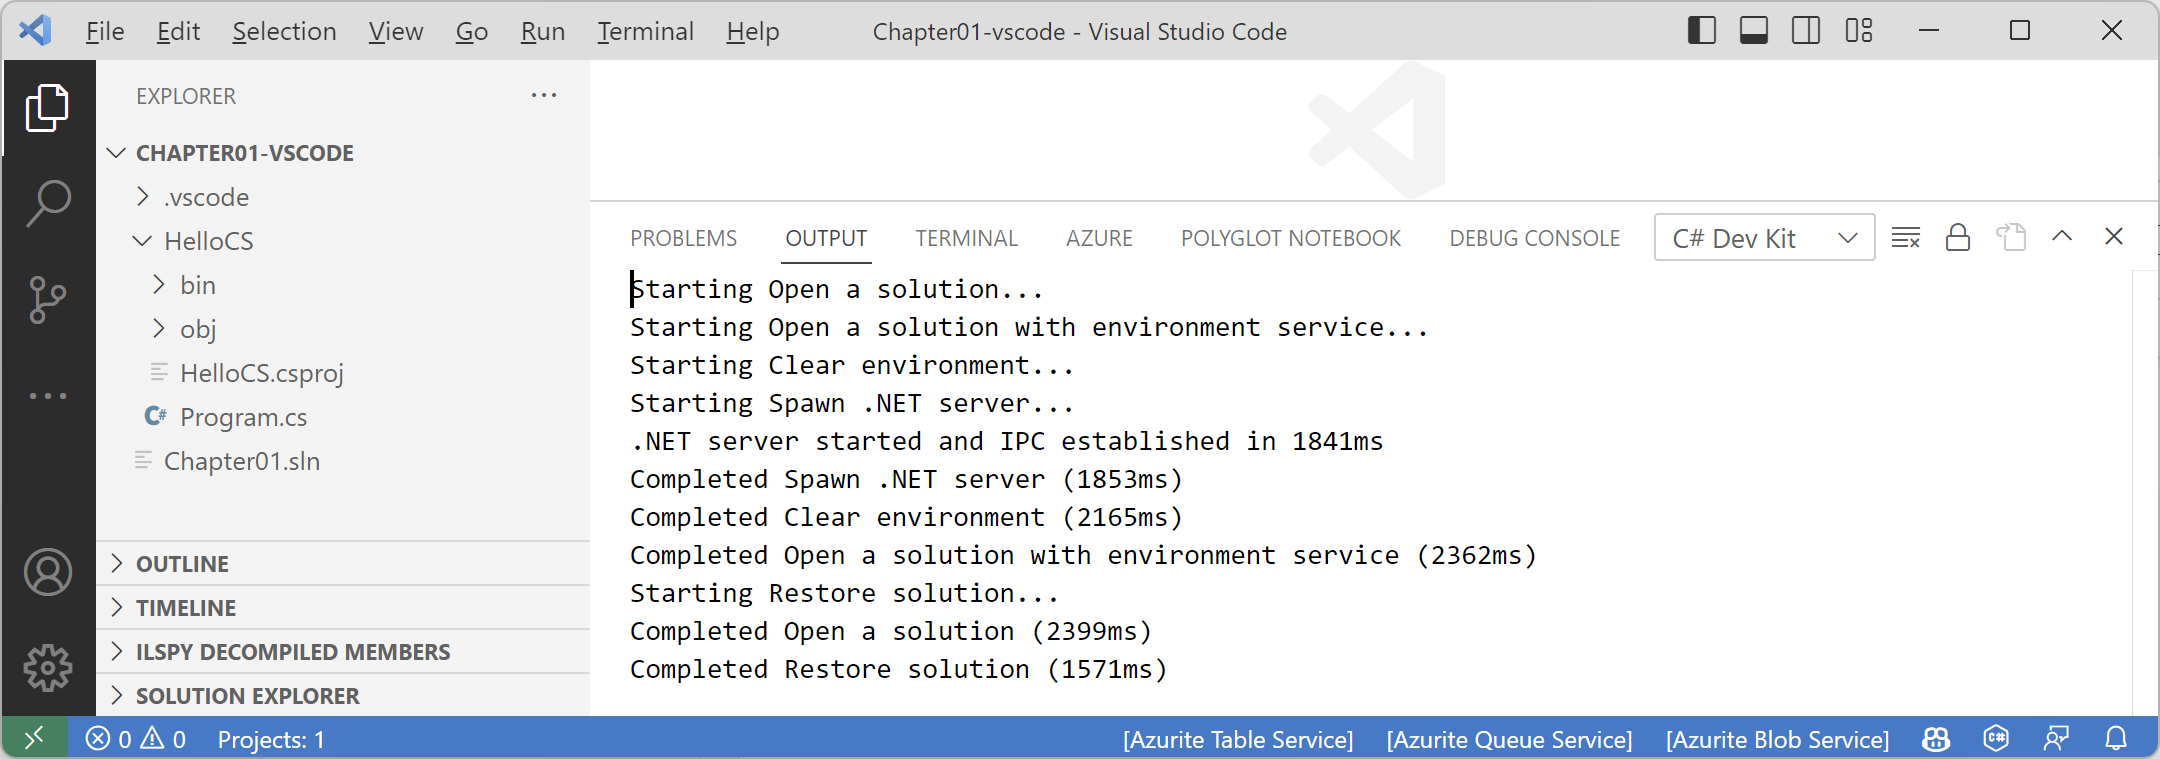 File Edit Selection View Go Run Terminal Help Chapter01-vscode - Visual Studio Code
EXPLORER
CHAPTER01-VSCODE
.vscode
HelloCS
bin
obj
HelloCS.csproj
C# Program.cs
Chapter01.sln
OUTLINE
TIMELINE
ILSPY DECOMPILED MEMBERS
SOLUTION EXPLORER
PROBLEMS OUTPUT TERMINAL AZURE POLYGLOT NOTEBOOK DEBUG CONSOLE C# Dev Kit
Starting Open a solution...
Starting Open a solution with environment service...
Starting Clear environment...
Starting Spawn .NET server...
.NET server started and IPC established in 1841ms
Completed Spawn .NET server (1853ms)
Completed Clear environment (2165ms)
Completed Open a solution with environment service (2362ms)
Starting Restore solution...
Completed Open a solution (2399ms)
Completed Restore solution (1571ms)
0 0 Projects: 1 [Azurite Table Service] [Azurite Queue Service] [Azurite Blob Service] C#